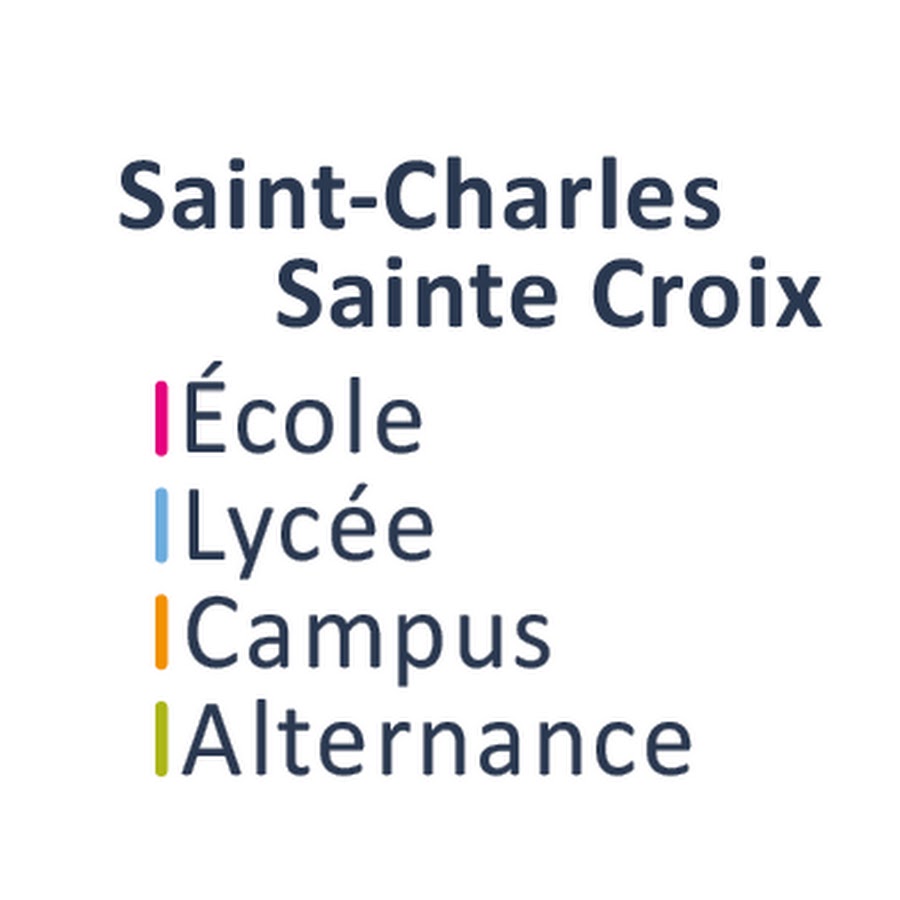 Saint-Charles
Sainte Croix
École
Lycée
Campus
Alternance